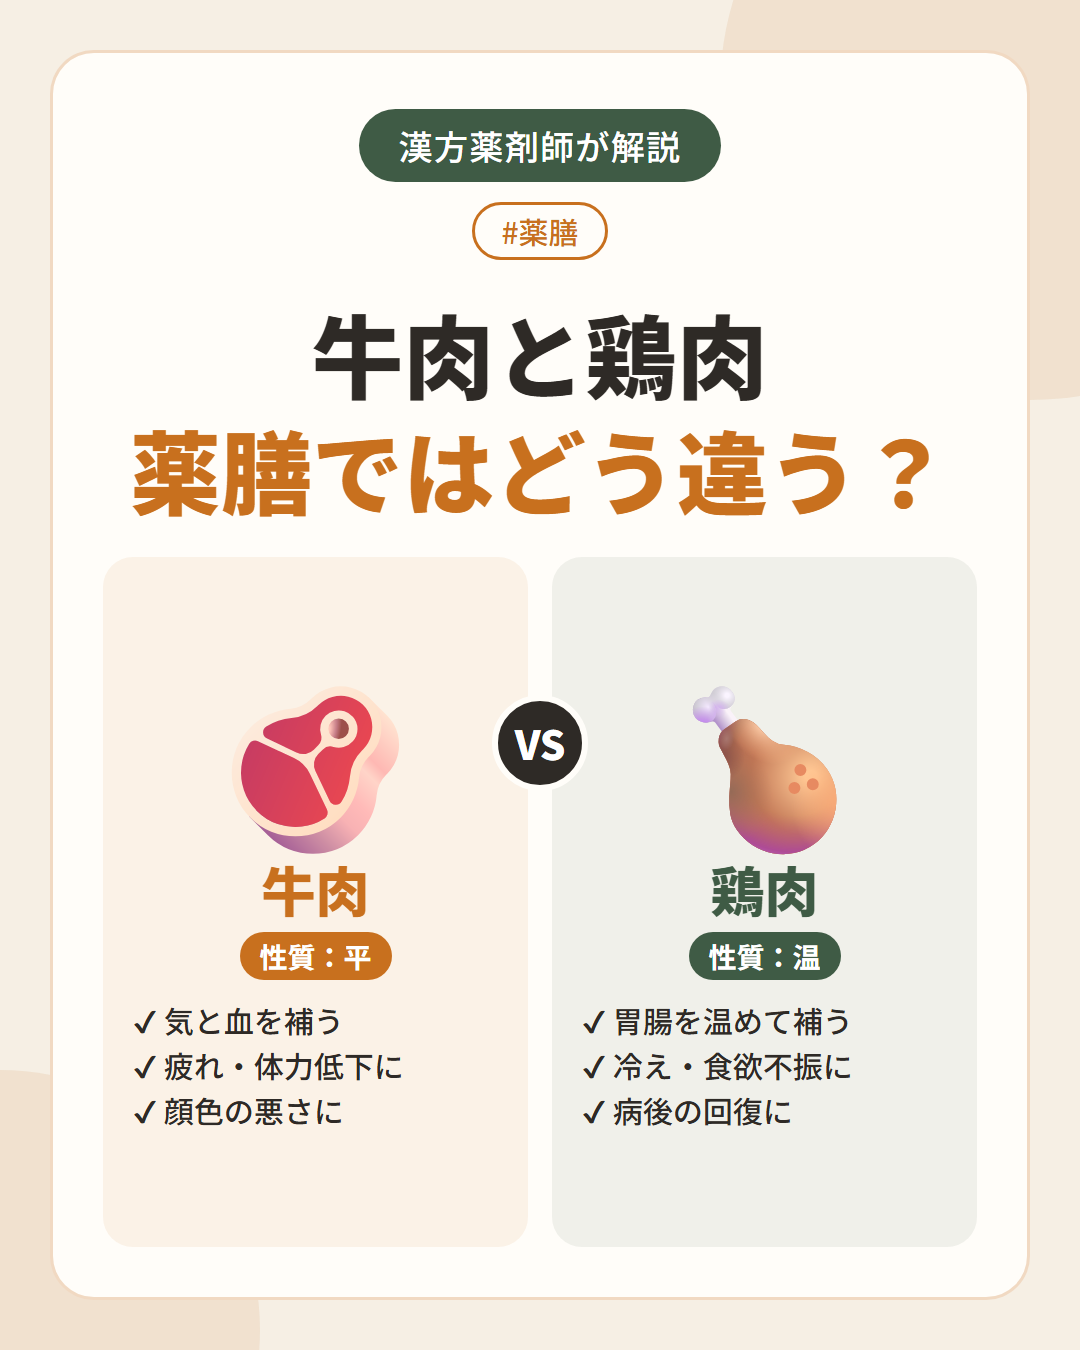 漢方薬剤師が解説
#薬膳
牛肉と鶏肉
薬膳ではどう違う？
VS
牛肉
性質：平
✓気と血を補う
✓疲れ・体力低下に
✓顔色の悪さに
鶏肉
性質：温
✓胃腸を温めて補う
✓冷え・食欲不振に
✓病後の回復に